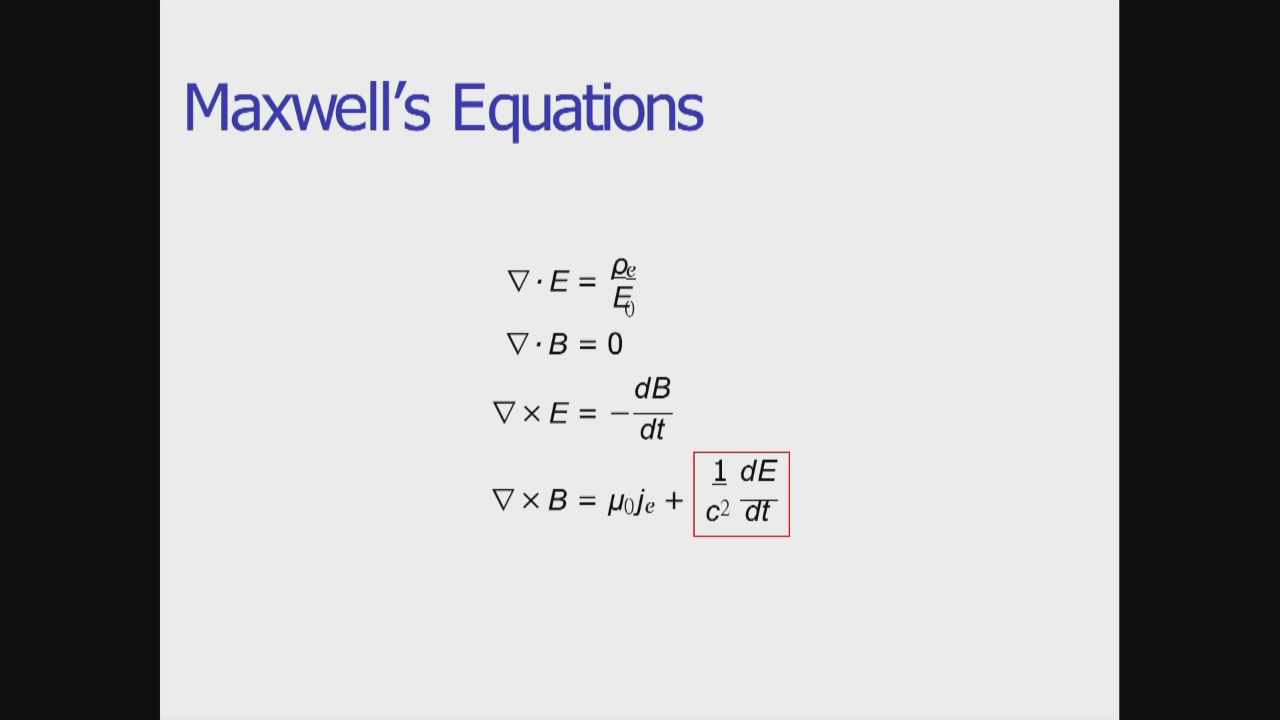 Maxwell’s Equations
∇ · E = ρe / E0
∇ · B = 0
∇ × E = − dB / dt
∇ × B = μ0je + 1 / c2 dE / dt